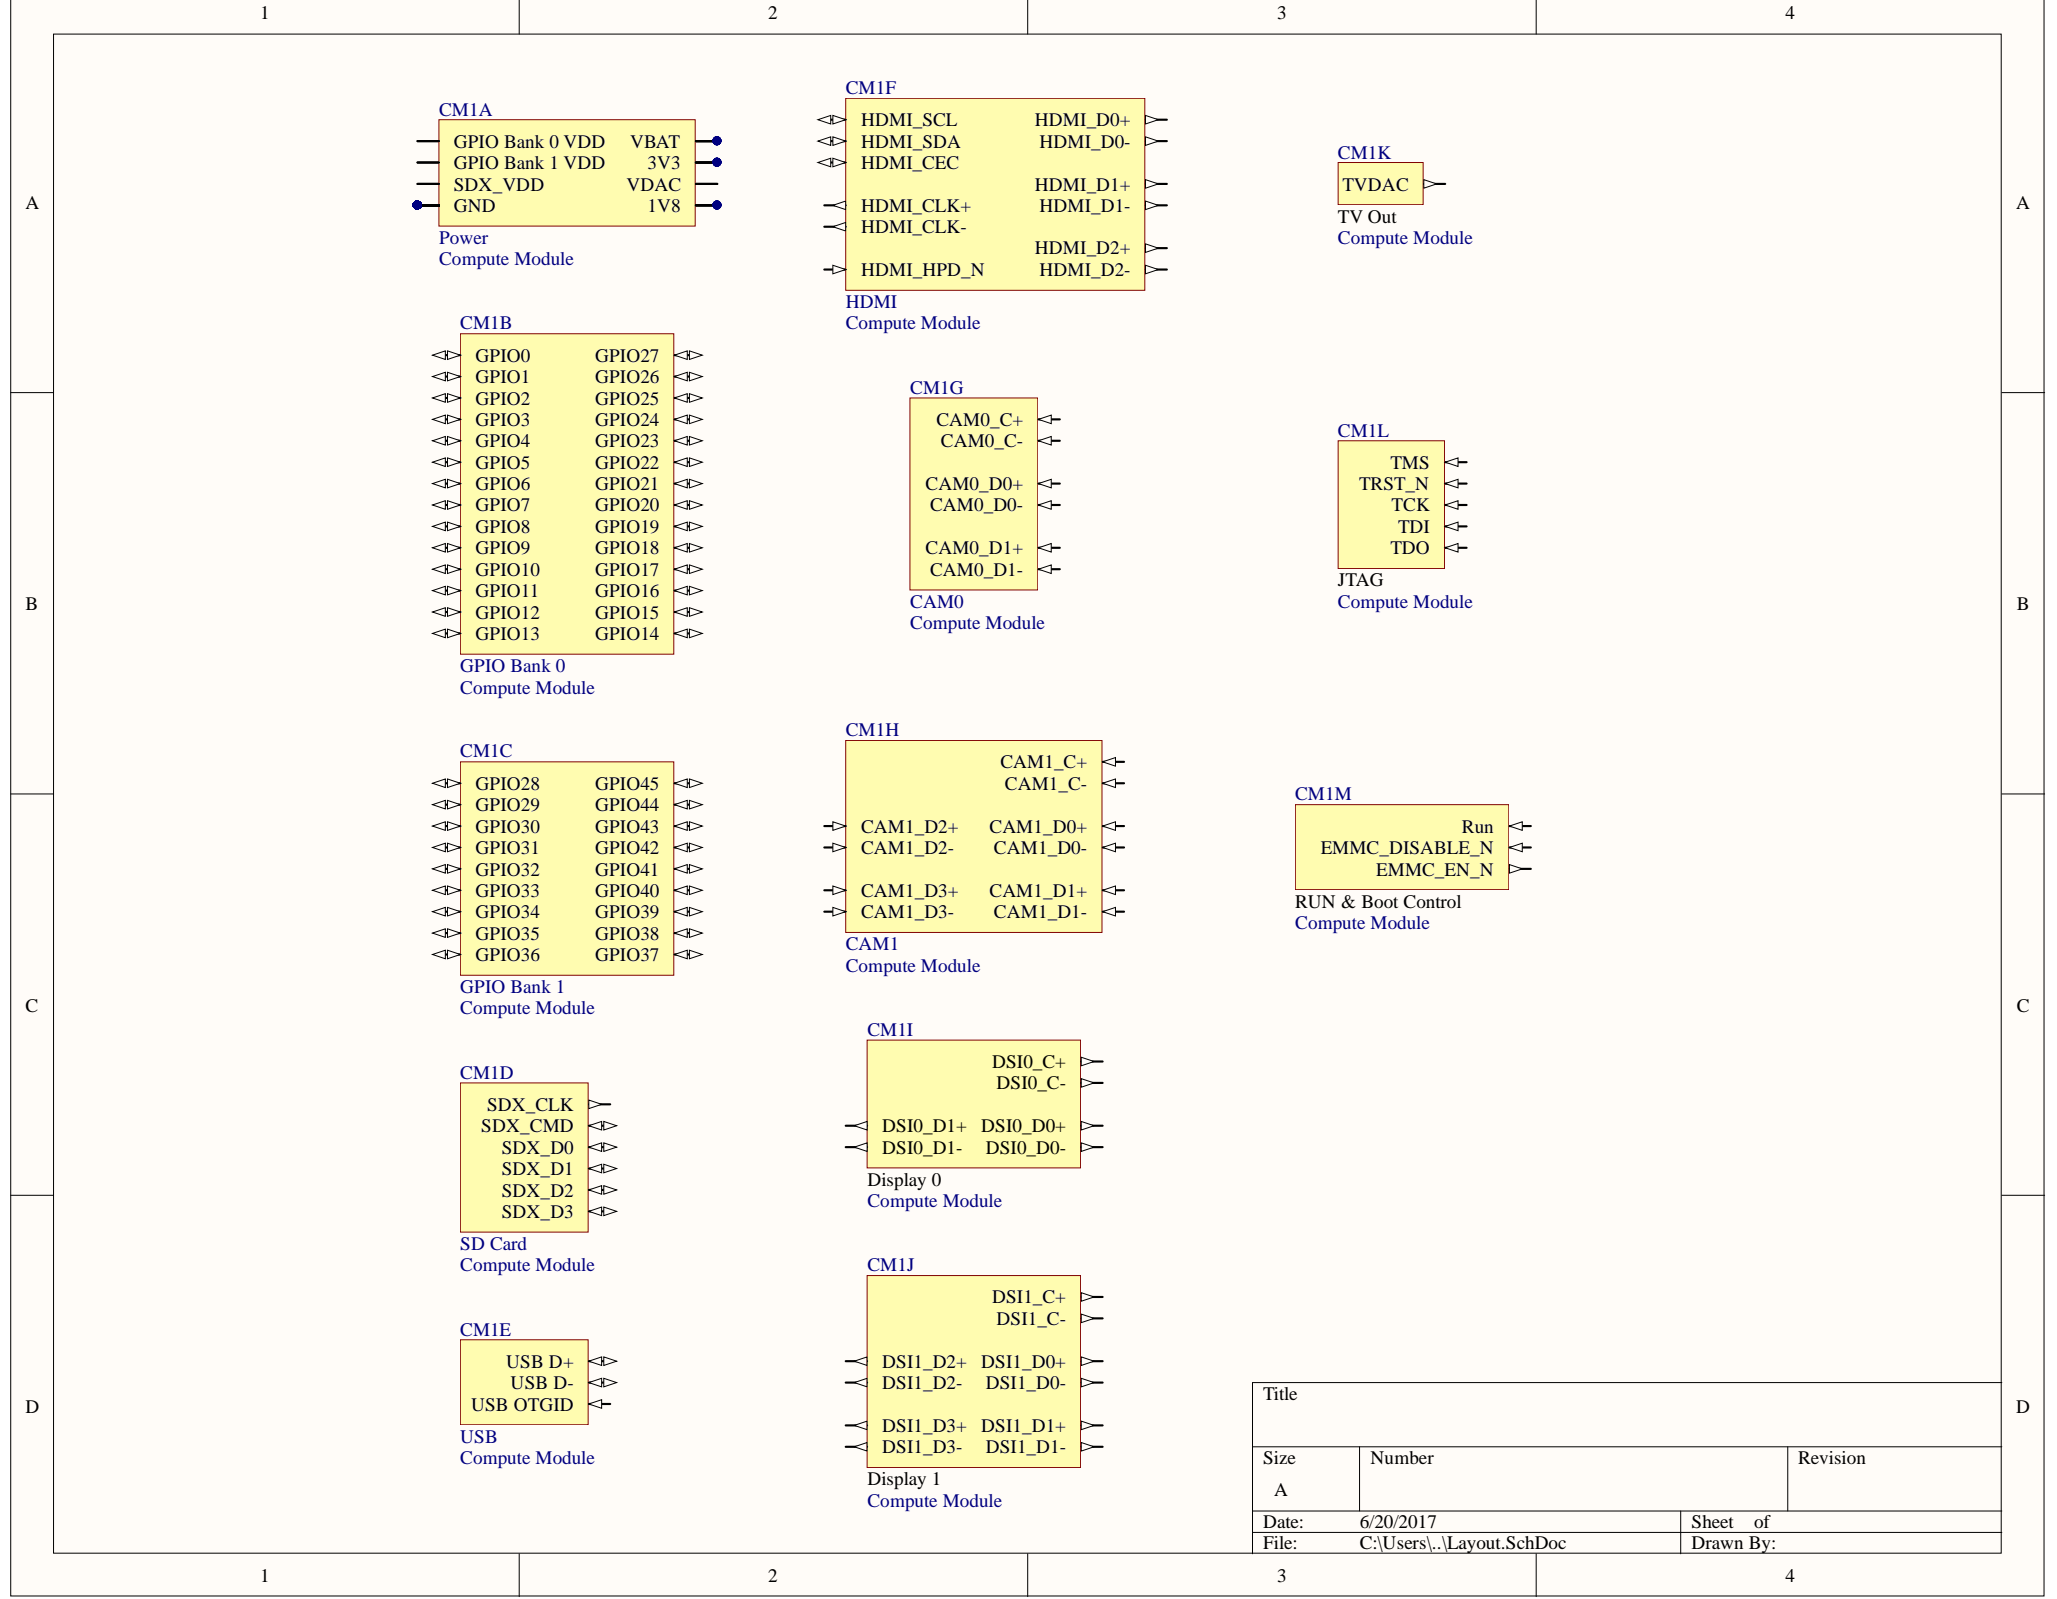 1 2 3 4
A
B
C
D
CM1A
GPIO Bank 0 VDD VBAT
GPIO Bank 1 VDD 3V3
SDX_VDD VDAC
GND 1V8
Power
Compute Module
CM1B
GPIO0 GPIO27
GPIO1 GPIO26
GPIO2 GPIO25
GPIO3 GPIO24
GPIO4 GPIO23
GPIO5 GPIO22
GPIO6 GPIO21
GPIO7 GPIO20
GPIO8 GPIO19
GPIO9 GPIO18
GPIO10 GPIO17
GPIO11 GPIO16
GPIO12 GPIO15
GPIO13 GPIO14
GPIO Bank 0
Compute Module
CM1C
GPIO28 GPIO45
GPIO29 GPIO44
GPIO30 GPIO43
GPIO31 GPIO42
GPIO32 GPIO41
GPIO33 GPIO40
GPIO34 GPIO39
GPIO35 GPIO38
GPIO36 GPIO37
GPIO Bank 1
Compute Module
CM1D
SDX_CLK
SDX_CMD
SDX_D0
SDX_D1
SDX_D2
SDX_D3
SD Card
Compute Module
CM1E
USB D+
USB D-
USB OTGID
USB
Compute Module
CM1F
HDMI_SCL HDMI_D0+
HDMI_SDA HDMI_D0-
HDMI_CEC
HDMI_D1+
HDMI_CLK+ HDMI_D1-
HDMI_CLK-
HDMI_D2+
HDMI_HPD_N HDMI_D2-
HDMI
Compute Module
CM1G
CAM0_C+
CAM0_C-
CAM0_D0+
CAM0_D0-
CAM0_D1+
CAM0_D1-
CAM0
Compute Module
CM1H
CAM1_C+
CAM1_C-
CAM1_D2+ CAM1_D0+
CAM1_D2- CAM1_D0-
CAM1_D3+ CAM1_D1+
CAM1_D3- CAM1_D1-
CAM1
Compute Module
CM1I
DSI0_C+
DSI0_C-
DSI0_D1+ DSI0_D0+
DSI0_D1- DSI0_D0-
Display 0
Compute Module
CM1J
DSI1_C+
DSI1_C-
DSI1_D2+ DSI1_D0+
DSI1_D2- DSI1_D0-
DSI1_D3+ DSI1_D1+
DSI1_D3- DSI1_D1-
Display 1
Compute Module
CM1K
TVDAC
TV Out
Compute Module
CM1L
TMS
TRST_N
TCK
TDI
TDO
JTAG
Compute Module
CM1M
Run
EMMC_DISABLE_N
EMMC_EN_N
RUN & Boot Control
Compute Module
A
B
C
D
Title
Size Number Revision
A
Date: 6/20/2017 Sheet of
File: C:\Users\..\Layout.SchDoc Drawn By:
1 2 3 4